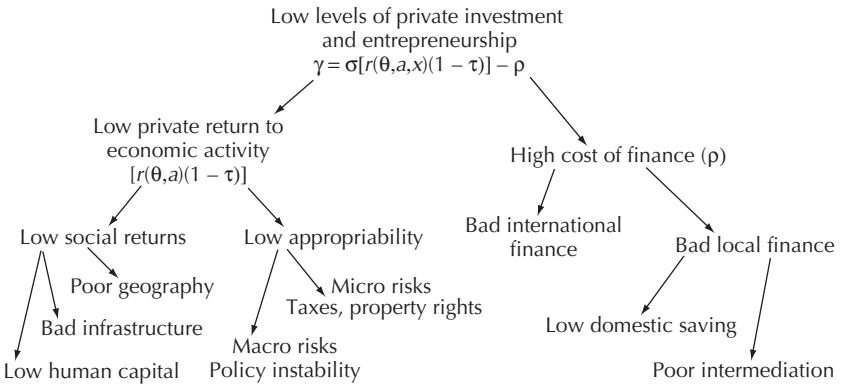 Low levels of private investment
and entrepreneurship
γ = σ[r(θ,a,x)(1 − τ)] − ρ
Low private return to
economic activity
[r(θ,a)(1 − τ)]
High cost of finance (ρ)
Low social returns
Low appropriability
Bad international
finance
Bad local finance
Poor geography
Micro risks
Taxes, property rights
Bad infrastructure
Low domestic saving
Low human capital
Macro risks
Policy instability
Poor intermediation